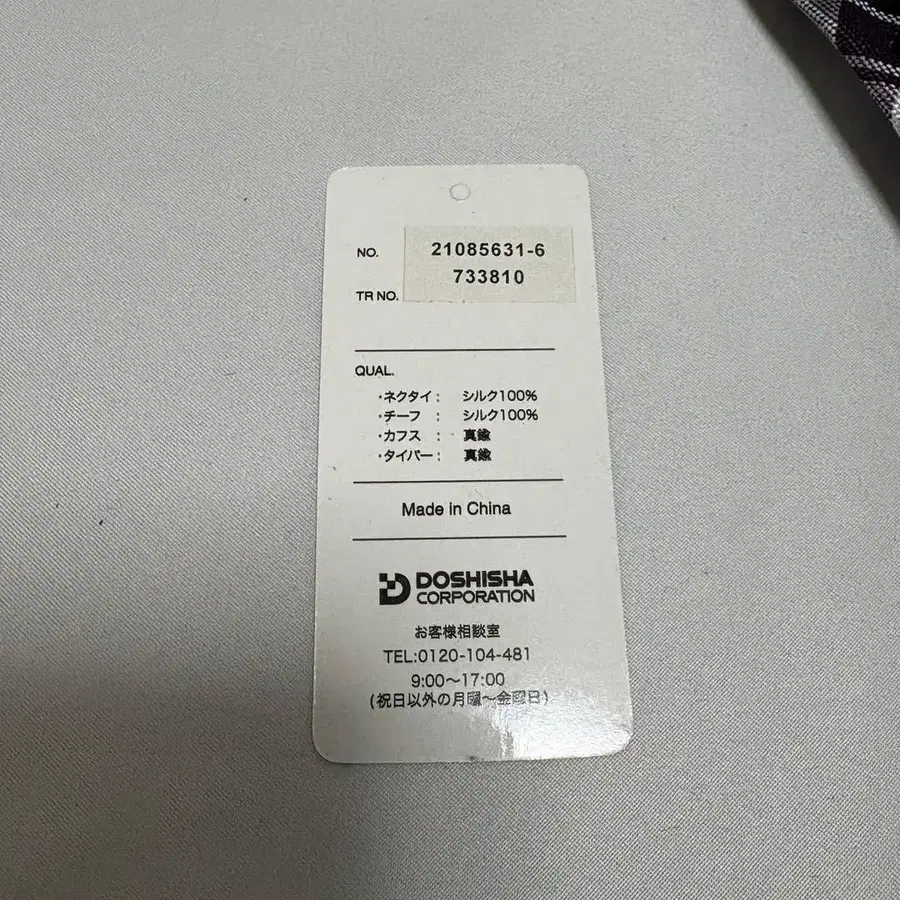 NO. 21085631-6
733810
TR NO.
QUAL.
・ネクタイ： シルク100%
・チーフ ： シルク100%
・カフス ： 真鍮
・タイバー： 真鍮
Made in China
DOSHISHA
CORPORATION
お客様相談室
TEL:0120-104-481
9:00〜17:00
(祝日以外の月曜〜金曜日)